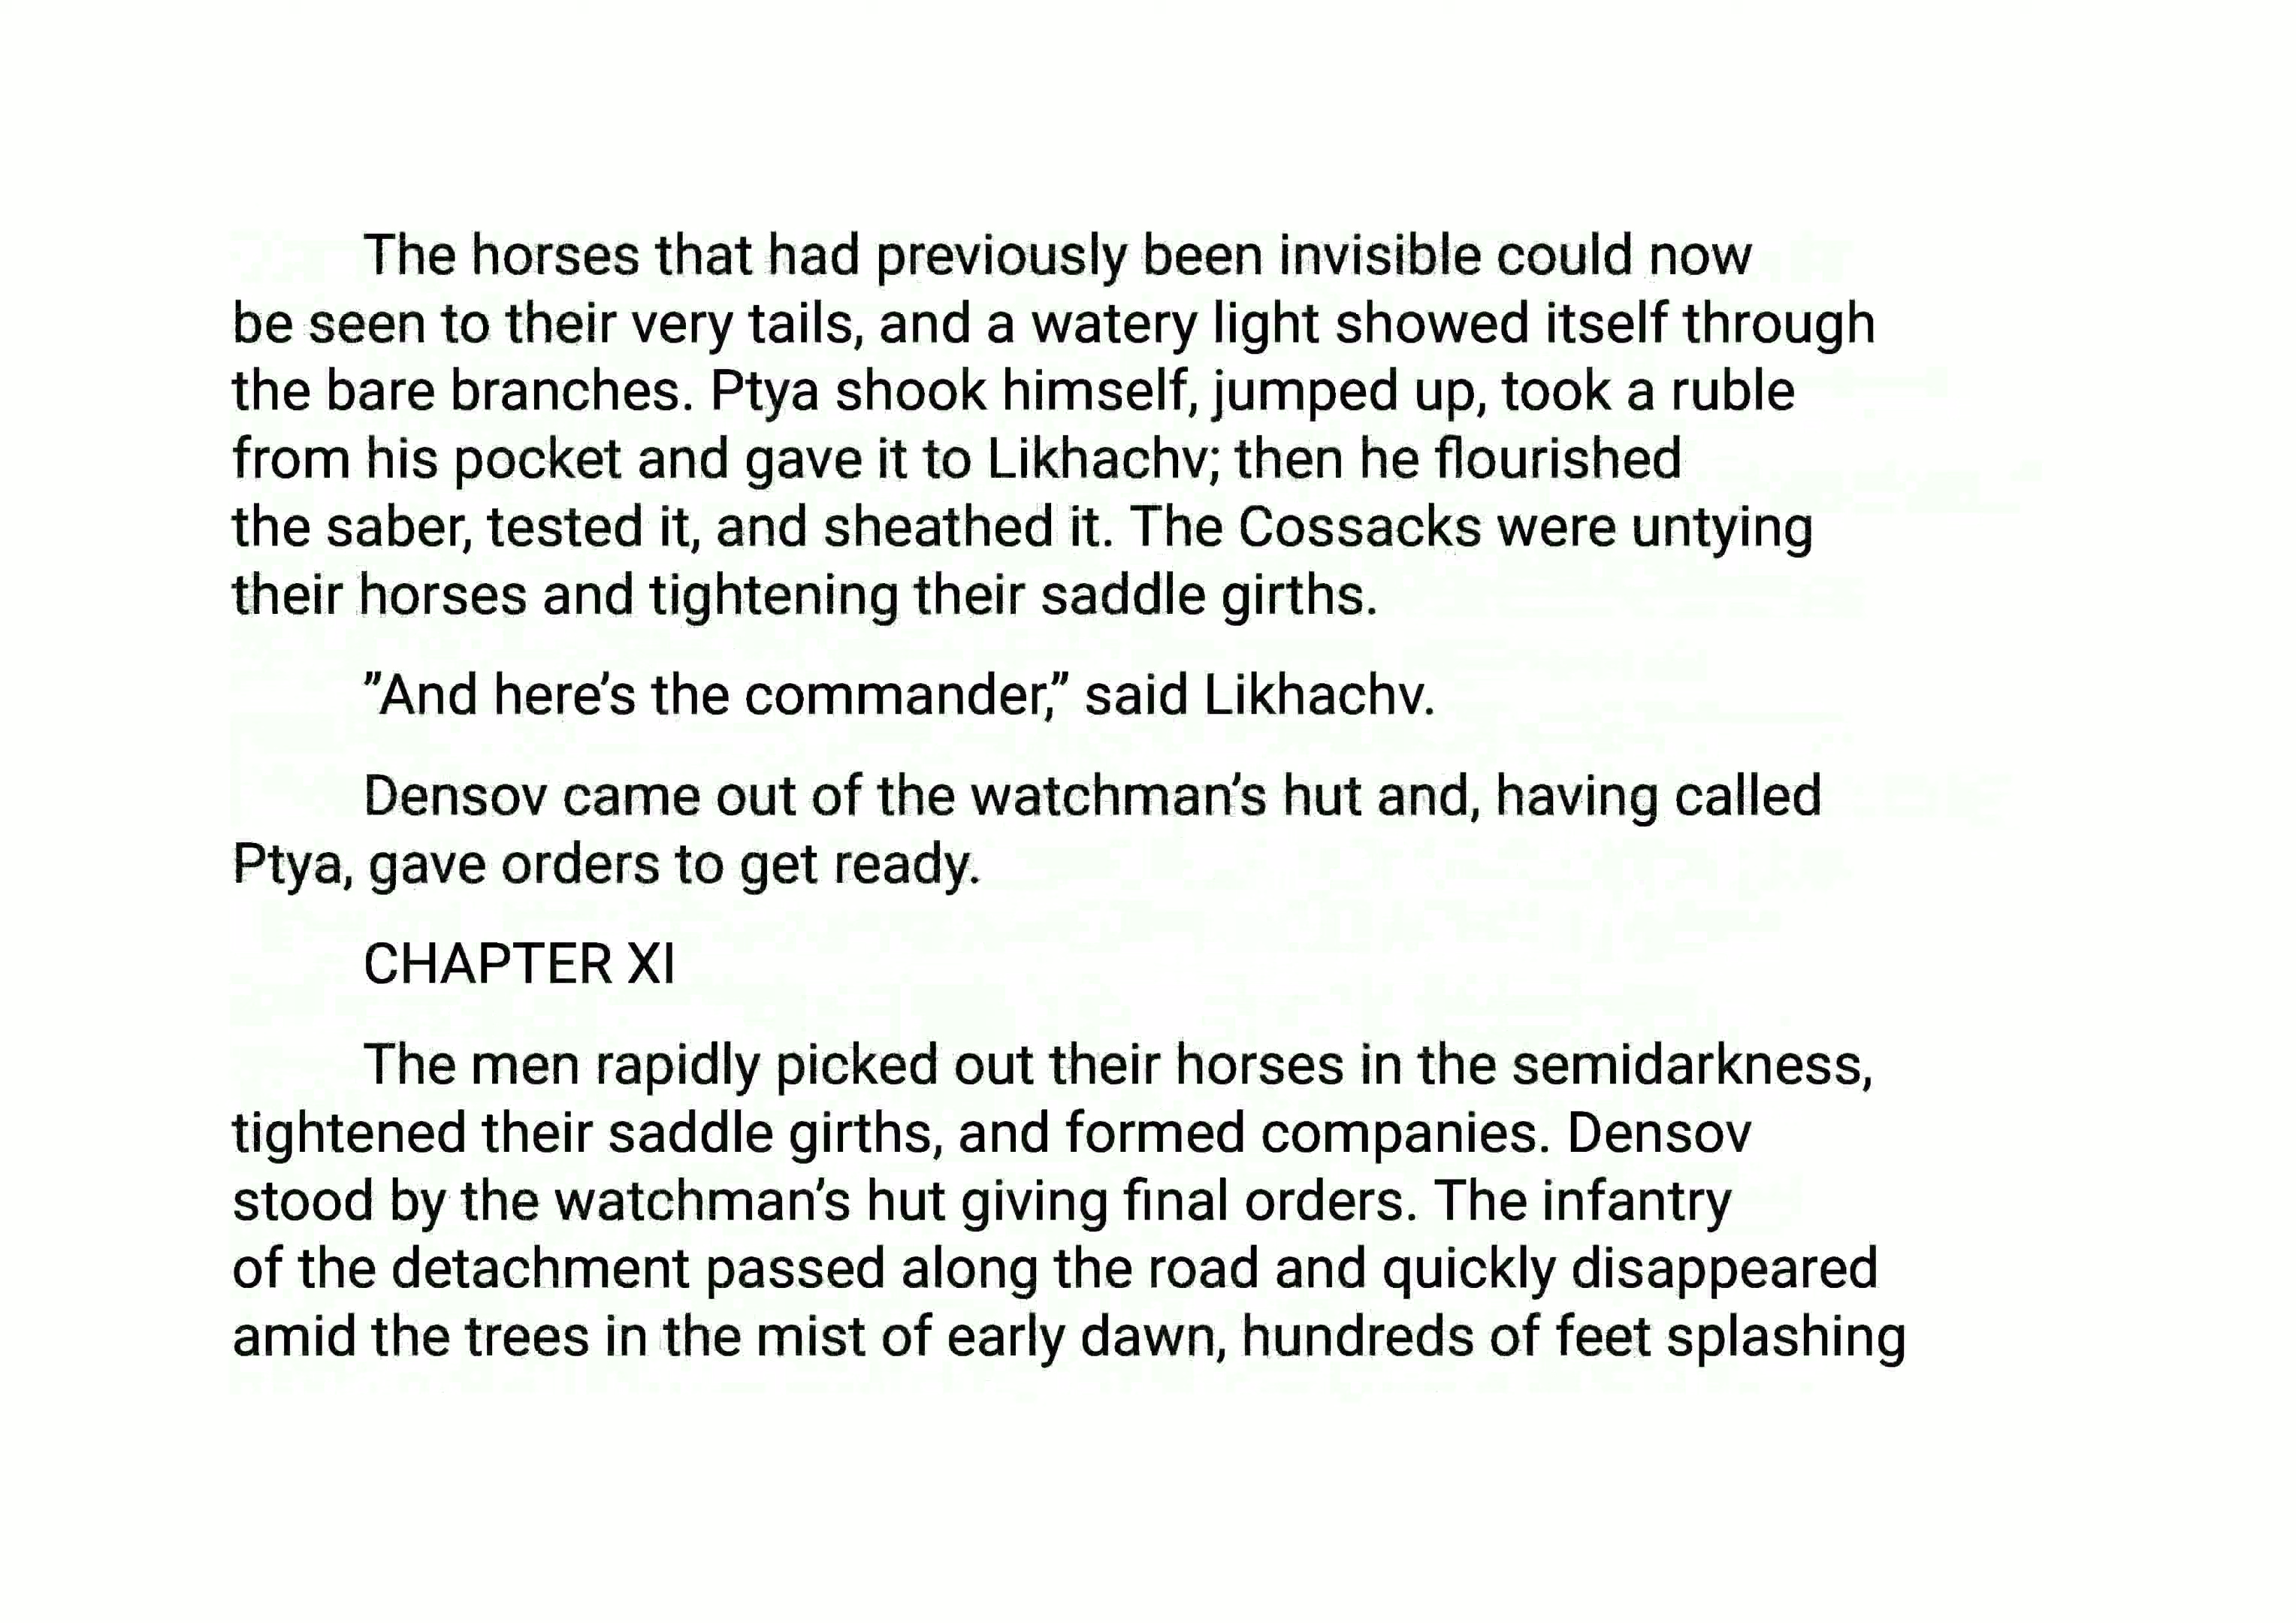 The horses that had previously been invisible could now
be seen to their very tails, and a watery light showed itself through
the bare branches. Ptya shook himself, jumped up, took a ruble
from his pocket and gave it to Likhachv; then he flourished
the saber, tested it, and sheathed it. The Cossacks were untying
their horses and tightening their saddle girths.
”And here’s the commander,” said Likhachv.
Densov came out of the watchman’s hut and, having called
Ptya, gave orders to get ready.
CHAPTER XI
The men rapidly picked out their horses in the semidarkness,
tightened their saddle girths, and formed companies. Densov
stood by the watchman’s hut giving final orders. The infantry
of the detachment passed along the road and quickly disappeared
amid the trees in the mist of early dawn, hundreds of feet splashing